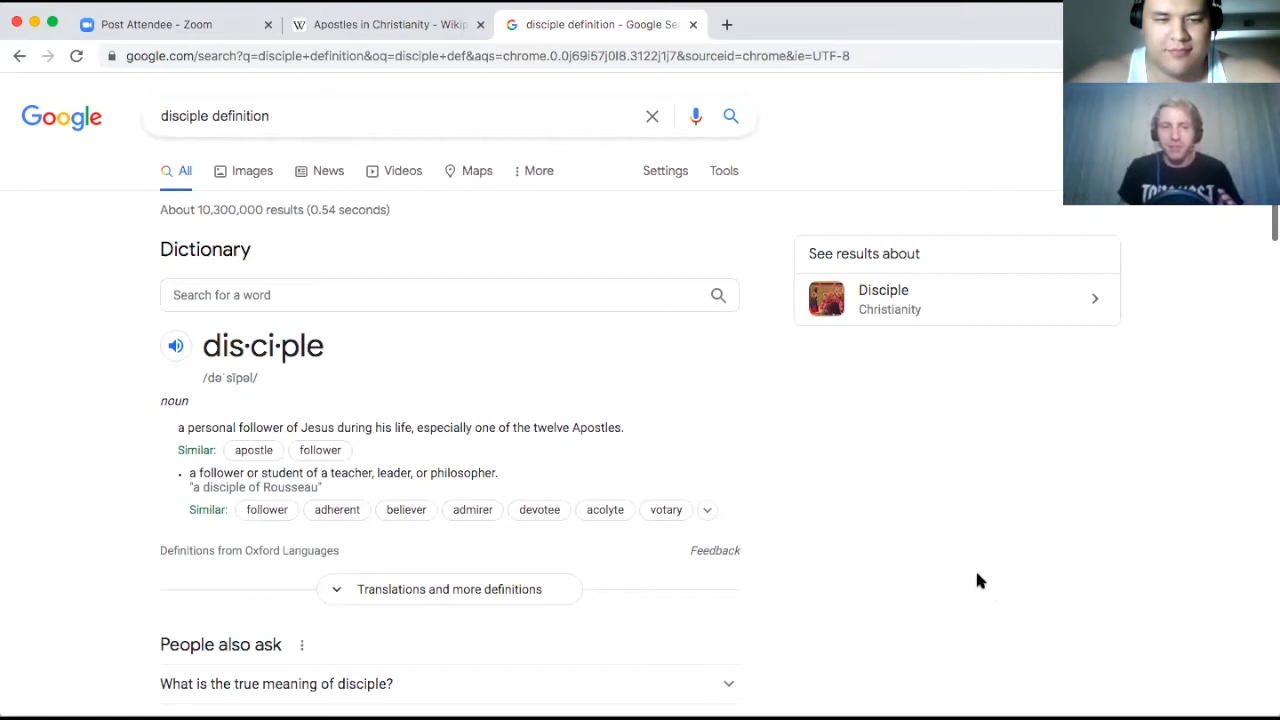 Post Attendee - Zoom
Apostles in Christianity - Wikip
disciple definition - Google Sea
google.com/search?q=disciple+definition&oq=disciple+def&aqs=chrome.0.0j69i57j0l8.3122j1j7&sourceid=chrome&ie=UTF-8
Google
disciple definition
All Images News Videos Maps More Settings Tools
About 10,300,000 results (0.54 seconds)
Dictionary
Search for a word
dis·ci·ple
/dəˈsīpəl/
noun
a personal follower of Jesus during his life, especially one of the twelve Apostles.
Similar: apostle follower
• a follower or student of a teacher, leader, or philosopher.
"a disciple of Rousseau"
Similar: follower adherent believer admirer devotee acolyte votary
Definitions from Oxford Languages Feedback
Translations and more definitions
People also ask
What is the true meaning of disciple?
See results about
Disciple
Christianity